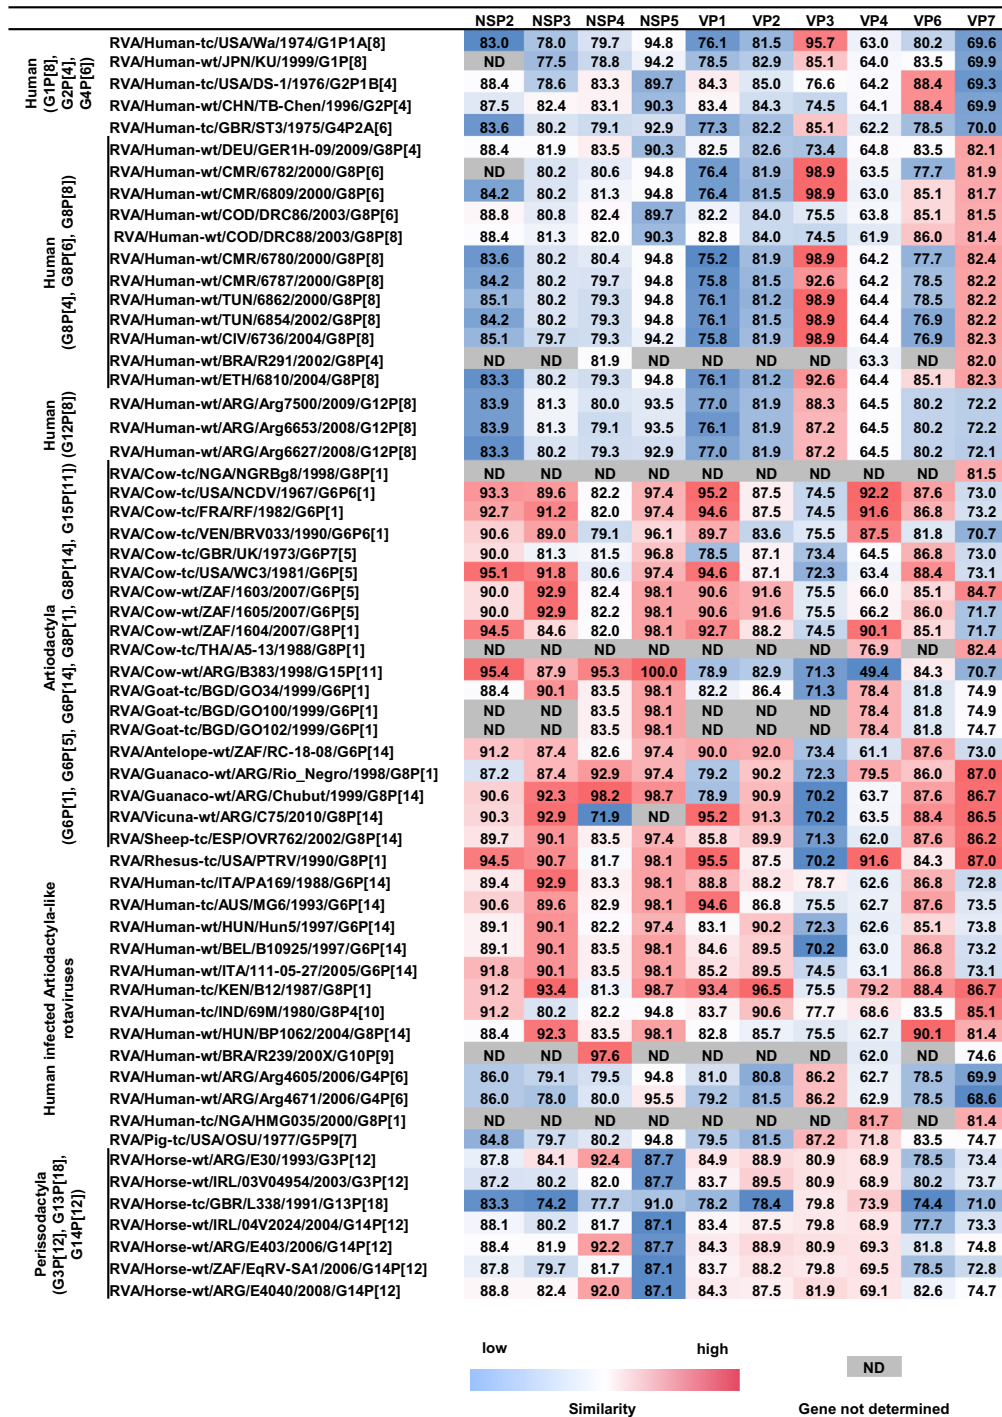 NSP2 NSP3 NSP4 NSP5 VP1 VP2 VP3 VP4 VP6 VP7
Human
(G1P[8],
G2P[4],
G4P[6])
RVA/Human-tc/USA/Wa/1974/G1P1A[8] 83.0 78.0 79.7 94.8 76.1 81.5 95.7 63.0 80.2 69.6
RVA/Human-wt/JPN/KU/1999/G1P[8] ND 77.5 78.8 94.2 78.5 82.9 85.1 64.0 83.5 69.9
RVA/Human-tc/USA/DS-1/1976/G2P1B[4] 88.4 78.6 83.3 89.7 84.3 85.0 76.6 64.2 88.4 69.3
RVA/Human-wt/CHN/TB-Chen/1996/G2P[4] 87.5 82.4 83.1 90.3 83.4 84.3 74.5 64.1 88.4 69.9
RVA/Human-tc/GBR/ST3/1975/G4P2A[6] 83.6 80.2 79.1 92.9 77.3 82.2 85.1 62.2 78.5 70.0
Human
(G8P[4], G8P[6], G8P[8])
RVA/Human-wt/DEU/GER1H-09/2009/G8P[4] 88.4 81.9 83.5 90.3 82.5 82.6 73.4 64.8 83.5 82.1
RVA/Human-wt/CMR/6782/2000/G8P[6] ND 80.2 80.6 94.8 76.4 81.9 98.9 63.5 77.7 81.9
RVA/Human-wt/CMR/6809/2000/G8P[6] 84.2 80.2 81.3 94.8 76.4 81.5 98.9 63.0 85.1 81.7
RVA/Human-wt/COD/DRC86/2003/G8P[6] 88.8 80.8 82.4 89.7 82.2 84.0 75.5 63.8 85.1 81.5
RVA/Human-wt/COD/DRC88/2003/G8P[8] 88.4 81.3 82.0 90.3 82.8 84.0 74.5 61.9 86.0 81.4
RVA/Human-wt/CMR/6780/2000/G8P[8] 83.6 80.2 80.4 94.8 75.2 81.9 98.9 64.2 77.7 82.4
RVA/Human-wt/CMR/6787/2000/G8P[8] 84.2 80.2 79.7 94.8 75.8 81.5 92.6 64.2 78.5 82.2
RVA/Human-wt/TUN/6862/2000/G8P[8] 85.1 80.2 79.3 94.8 76.1 81.2 98.9 64.4 78.5 82.2
RVA/Human-wt/TUN/6854/2002/G8P[8] 84.2 80.2 79.3 94.8 76.1 81.5 98.9 64.4 76.9 82.2
RVA/Human-wt/CIV/6736/2004/G8P[8] 85.1 79.7 79.3 94.2 75.8 81.9 98.9 64.4 76.9 82.3
RVA/Human-wt/BRA/R291/2002/G8P[4] ND ND 81.9 ND ND ND ND 63.3 ND 82.0
RVA/Human-wt/ETH/6810/2004/G8P[8] 83.3 80.2 79.3 94.8 76.1 81.2 92.6 64.4 85.1 82.3
Human
(G12P[8])
RVA/Human-wt/ARG/Arg7500/2009/G12P[8] 83.9 81.3 80.0 93.5 77.0 81.9 88.3 64.5 80.2 72.2
RVA/Human-wt/ARG/Arg6653/2008/G12P[8] 83.9 81.3 79.1 93.5 76.1 81.9 87.2 64.5 80.2 72.2
RVA/Human-wt/ARG/Arg6627/2008/G12P[8] 83.3 80.2 79.3 92.9 77.0 81.9 87.2 64.5 80.2 72.1
Artiodactyla
(G6P[1], G6P[5], G6P[14], G8P[1], G8P[14], G15P[11])
RVA/Cow-tc/NGA/NGRBg8/1998/G8P[1] ND ND ND ND ND ND ND ND ND 81.5
RVA/Cow-tc/USA/NCDV/1967/G6P6[1] 93.3 89.6 82.2 97.4 95.2 87.5 74.5 92.2 87.6 73.0
RVA/Cow-tc/FRA/RF/1982/G6P[1] 92.7 91.2 82.0 97.4 94.6 87.5 74.5 91.6 86.8 73.2
RVA/Cow-tc/VEN/BRV033/1990/G6P6[1] 90.6 89.0 79.1 96.1 89.7 83.6 75.5 87.5 81.8 70.7
RVA/Cow-tc/GBR/UK/1973/G6P7[5] 90.0 81.3 81.5 96.8 78.5 87.1 73.4 64.5 86.8 73.0
RVA/Cow-tc/USA/WC3/1981/G6P[5] 95.1 91.8 80.6 97.4 94.6 87.1 72.3 63.4 88.4 73.1
RVA/Cow-wt/ZAF/1603/2007/G6P[5] 90.0 92.9 82.4 98.1 90.6 91.6 75.5 66.0 85.1 84.7
RVA/Cow-wt/ZAF/1605/2007/G6P[5] 90.0 92.9 82.2 98.1 90.6 91.6 75.5 66.2 86.0 71.7
RVA/Cow-wt/ZAF/1604/2007/G8P[1] 94.5 84.6 82.0 98.1 92.7 88.2 74.5 90.1 85.1 71.7
RVA/Cow-tc/THA/A5-13/1988/G8P[1] ND ND ND ND ND ND ND 76.9 ND 82.4
RVA/Cow-wt/ARG/B383/1998/G15P[11] 95.4 87.9 95.3 100.0 78.9 82.9 71.3 49.4 84.3 70.7
RVA/Goat-tc/BGD/GO34/1999/G6P[1] 88.4 90.1 83.5 98.1 82.2 86.4 71.3 78.4 81.8 74.9
RVA/Goat-tc/BGD/GO100/1999/G6P[1] ND ND 83.5 98.1 ND ND ND 78.4 81.8 74.9
RVA/Goat-tc/BGD/GO102/1999/G6P[1] ND ND 83.5 98.1 ND ND ND 78.4 81.8 74.7
RVA/Antelope-wt/ZAF/RC-18-08/G6P[14] 91.2 87.4 82.6 97.4 90.0 92.0 73.4 61.1 87.6 73.0
RVA/Guanaco-wt/ARG/Rio_Negro/1998/G8P[1] 87.2 87.4 92.9 97.4 79.2 90.2 72.3 79.5 86.0 87.0
RVA/Guanaco-wt/ARG/Chubut/1999/G8P[14] 90.6 92.3 98.2 98.7 78.9 90.9 70.2 63.7 87.6 86.7
RVA/Vicuna-wt/ARG/C75/2010/G8P[14] 90.3 92.9 71.9 ND 95.2 91.3 70.2 63.5 88.4 86.5
RVA/Sheep-tc/ESP/OVR762/2002/G8P[14] 89.7 90.1 83.5 97.4 85.8 89.9 71.3 62.0 87.6 86.2
Human infected Artiodactyla-like
rotaviruses
RVA/Rhesus-tc/USA/PTRV/1990/G8P[1] 94.5 90.7 81.7 98.1 95.5 87.5 70.2 91.6 84.3 87.0
RVA/Human-tc/ITA/PA169/1988/G6P[14] 89.4 92.9 83.3 98.1 88.8 88.2 78.7 62.6 86.8 72.8
RVA/Human-tc/AUS/MG6/1993/G6P[14] 90.6 89.6 82.9 98.1 94.6 86.8 75.5 62.7 87.6 73.5
RVA/Human-wt/HUN/Hun5/1997/G6P[14] 89.1 90.1 82.2 97.4 83.1 90.2 72.3 62.6 85.1 73.8
RVA/Human-wt/BEL/B10925/1997/G6P[14] 89.1 90.1 83.5 98.1 84.6 89.5 70.2 63.0 86.8 73.2
RVA/Human-wt/ITA/111-05-27/2005/G6P[14] 91.8 90.1 83.5 98.1 85.2 89.5 74.5 63.1 86.8 73.1
RVA/Human-tc/KEN/B12/1987/G8P[1] 91.2 93.4 81.3 98.7 93.4 96.5 75.5 79.2 88.4 86.7
RVA/Human-tc/IND/69M/1980/G8P4[10] 91.2 80.2 82.2 94.8 83.7 90.6 77.7 68.6 83.5 85.1
RVA/Human-wt/HUN/BP1062/2004/G8P[14] 88.4 92.3 83.5 98.1 82.8 85.7 75.5 62.7 90.1 81.4
RVA/Human-wt/BRA/R239/200X/G10P[9] ND ND 97.6 ND ND ND ND 62.0 ND 74.6
RVA/Human-wt/ARG/Arg4605/2006/G4P[6] 86.0 79.1 79.5 94.8 81.0 80.8 86.2 62.7 78.5 69.9
RVA/Human-wt/ARG/Arg4671/2006/G4P[6] 86.0 78.0 80.0 95.5 79.2 81.5 86.2 62.9 78.5 68.6
RVA/Human-tc/NGA/HMG035/2000/G8P[1] ND ND ND ND ND ND ND 81.7 ND 81.4
RVA/Pig-tc/USA/OSU/1977/G5P9[7] 84.8 79.7 80.2 94.8 79.5 81.5 87.2 71.8 83.5 74.7
Perissodactyla
(G3P[12], G13P[18],
G14P[12])
RVA/Horse-wt/ARG/E30/1993/G3P[12] 87.8 84.1 92.4 87.7 84.9 88.9 80.9 68.9 78.5 73.4
RVA/Horse-wt/IRL/03V04954/2003/G3P[12] 87.2 80.2 82.0 87.7 83.7 89.5 80.9 68.9 80.2 73.7
RVA/Horse-tc/GBR/L338/1991/G13P[18] 83.3 74.2 77.7 91.0 78.2 78.4 79.8 73.9 74.4 71.0
RVA/Horse-wt/IRL/04V2024/2004/G14P[12] 88.1 80.2 81.7 87.1 83.4 87.5 79.8 68.9 77.7 73.3
RVA/Horse-wt/ARG/E403/2006/G14P[12] 88.4 81.9 92.2 87.7 84.3 88.9 80.9 69.3 81.8 74.8
RVA/Horse-wt/ZAF/EqRV-SA1/2006/G14P[12] 87.8 79.7 81.7 87.1 83.7 88.2 79.8 69.5 78.5 72.8
RVA/Horse-wt/ARG/E4040/2008/G14P[12] 88.8 82.4 92.0 87.1 84.3 87.5 81.9 69.1 82.6 74.7
low high ND
Similarity Gene not determined